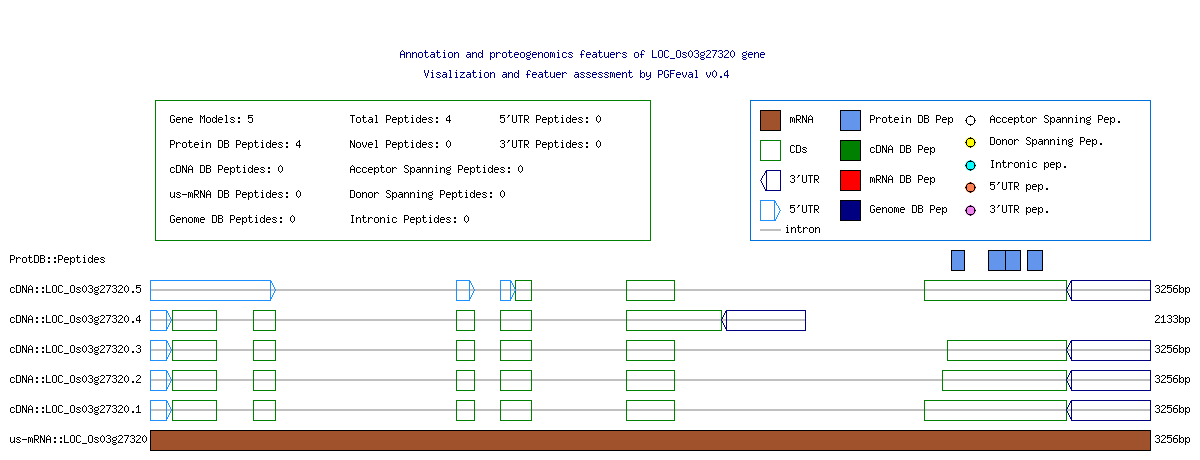 Annotation and proteogenomics featuers of LOC_Os03g27320 gene
Visalization and featuer assessment by PGFeval v0.4
Gene Models: 5 Total Peptides: 4 5'UTR Peptides: 0
Protein DB Peptides: 4 Novel Peptides: 0 3'UTR Peptides: 0
cDNA DB Peptides: 0 Acceptor Spanning Peptides: 0
us-mRNA DB Peptides: 0 Donor Spanning Peptides: 0
Genome DB Peptides: 0 Intronic Peptides: 0
mRNA Protein DB Pep Acceptor Spanning Pep.
CDs cDNA DB Pep Donor Spanning Pep.
3'UTR mRNA DB Pep Intronic pep.
5'UTR Genome DB Pep 5'UTR pep.
intron 3'UTR pep.
ProtDB::Peptides
cDNA::LOC_Os03g27320.5 3256bp
cDNA::LOC_Os03g27320.4 2133bp
cDNA::LOC_Os03g27320.3 3256bp
cDNA::LOC_Os03g27320.2 3256bp
cDNA::LOC_Os03g27320.1 3256bp
us-mRNA::LOC_Os03g27320 3256bp